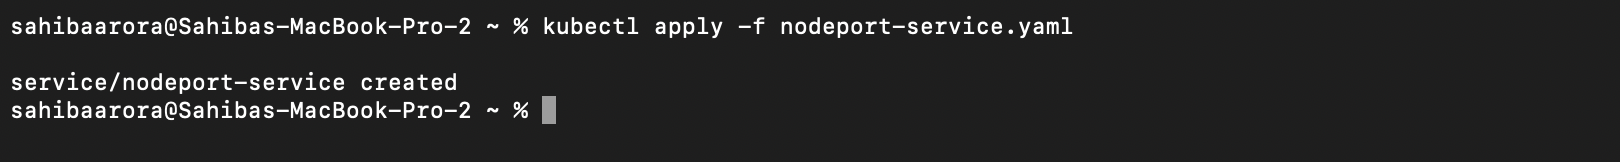 sahibaarora@Sahibas-MacBook-Pro-2 ~ % kubectl apply -f nodeport-service.yaml
service/nodeport-service created
sahibaarora@Sahibas-MacBook-Pro-2 ~ %